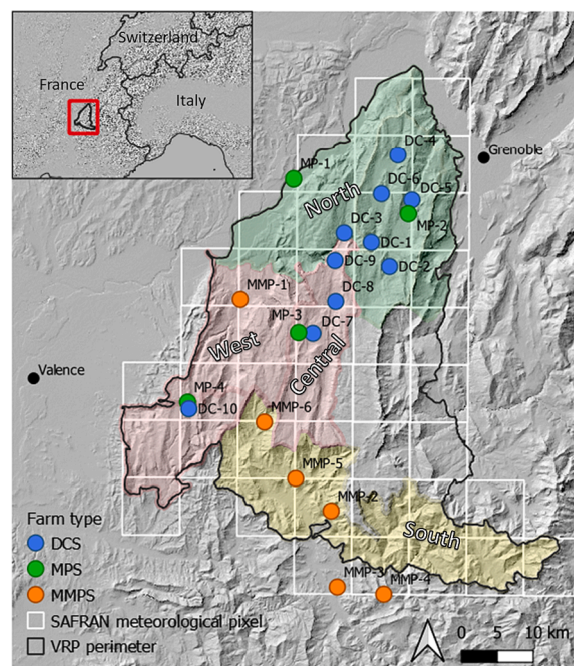 Switzerland
France
Italy
Grenoble
DC-4
MP-1
DC-6
DC-5
North
MP-2
DC-3
DC-1
DC-9
DC-2
MMP-1
DC-8
MP-3
DC-7
West
Central
Valence
MP-4
DC-10
MMP-6
MMP-5
MMP-2
South
Farm type
DCS
MPS
MMPS
SAFRAN meteorological pixel
VRP perimeter
MMP-3
MMP-4
0 5 10 km